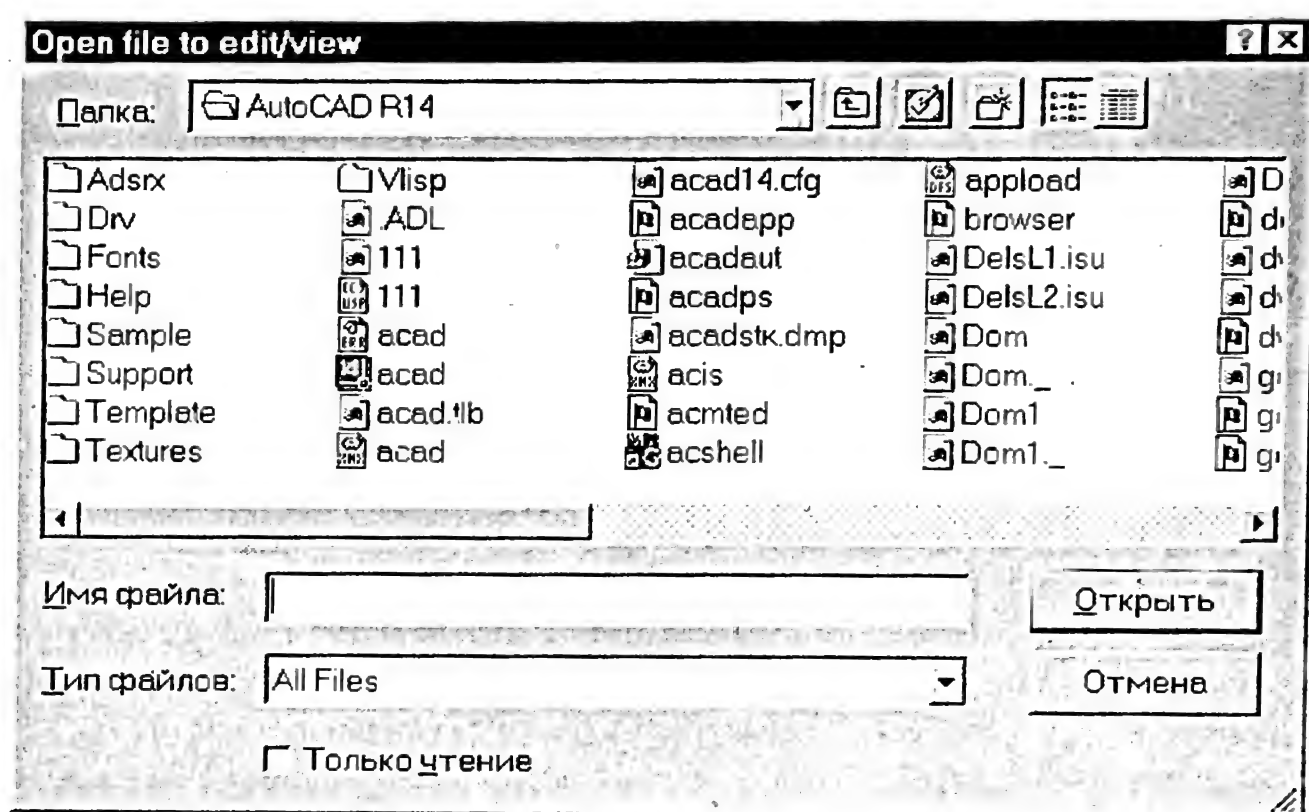 Open file to edit/view
Папка: AutoCAD R14
Adsrx Vlisp acad14.cfg appload D
Drv .ADL acadapp browser
Fonts 111 acadaut DelsL1.isu
Help 111 acadps DelsL2.isu
Sample acad acadstk.dmp Dom
Support acad acis Dom._
Template acad.tlb acmted Dom1
Textures acad acshell Dom1._
Имя файла: Открыть
Тип файлов: All Files Отмена
Только чтение